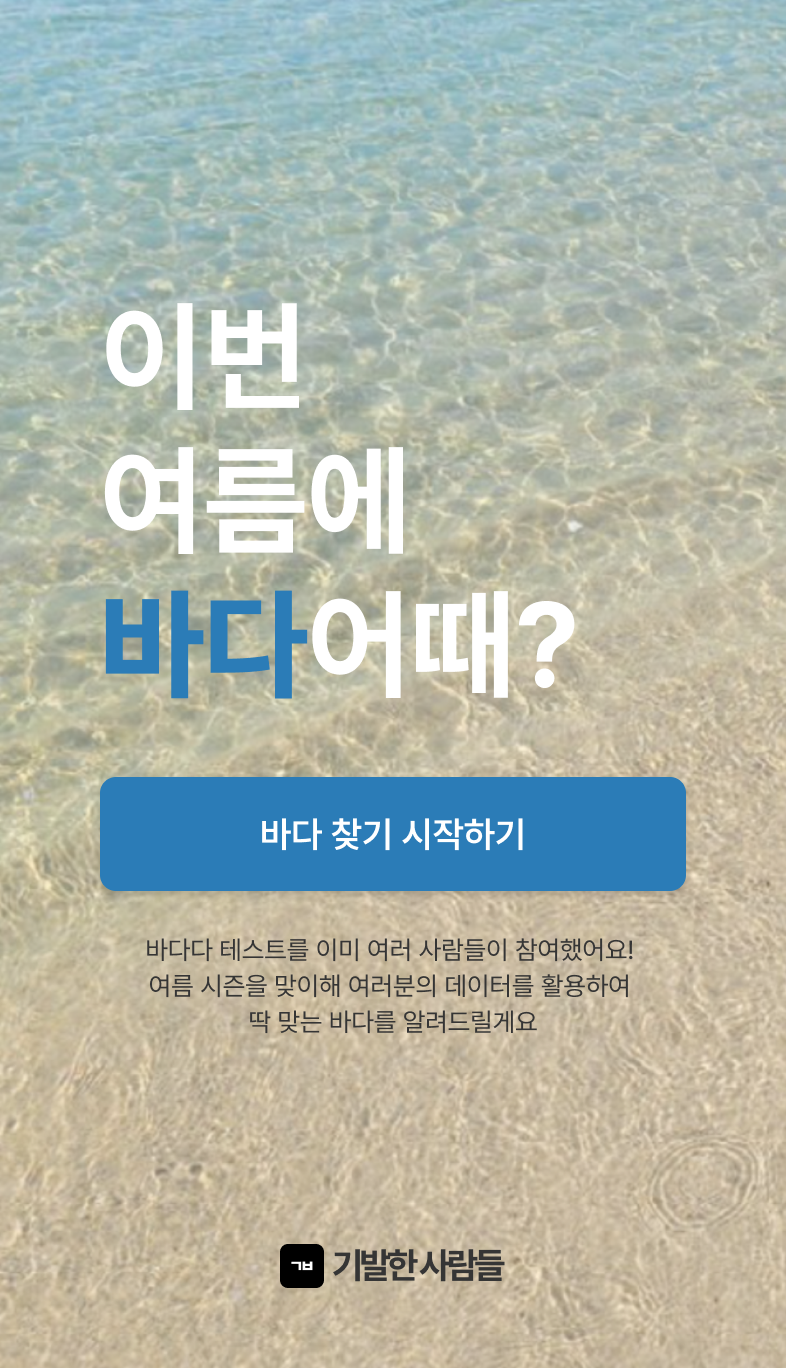 이번
여름에
바다어때?
바다 찾기 시작하기
바다다 테스트를 이미 여러 사람들이 참여했어요!
여름 시즌을 맞이해 여러분의 데이터를 활용하여
딱 맞는 바다를 알려드릴게요
ㄱㅂ 기발한 사람들